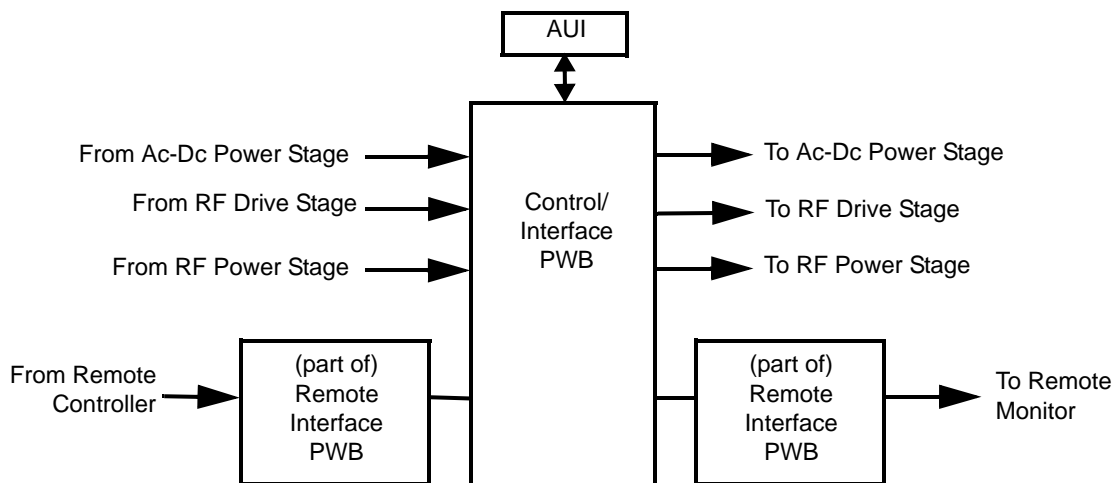 AUI
From Ac-Dc Power Stage
From RF Drive Stage
From RF Power Stage
Control/
Interface
PWB
To Ac-Dc Power Stage
To RF Drive Stage
To RF Power Stage
From Remote
Controller
(part of)
Remote
Interface
PWB
(part of)
Remote
Interface
PWB
To Remote
Monitor